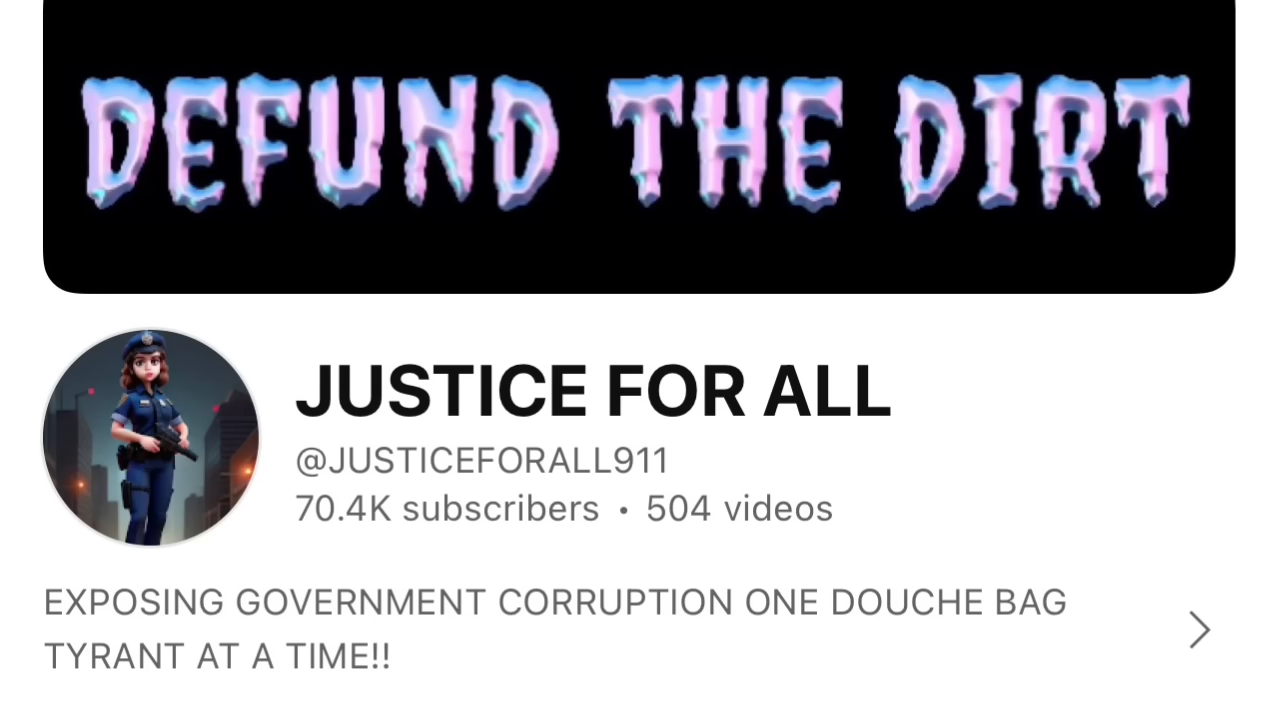 DEFUND THE DIRT
JUSTICE FOR ALL
@JUSTICEFORALL911
70.4K subscribers • 504 videos
EXPOSING GOVERNMENT CORRUPTION ONE DOUCHE BAG
TYRANT AT A TIME!!